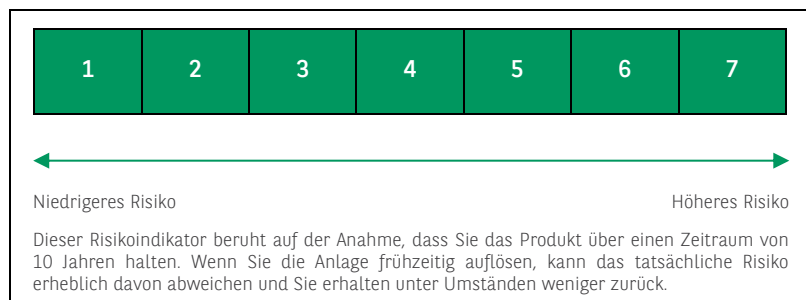 1 2 3 4 5 6 7
Niedrigeres Risiko Höheres Risiko
Dieser Risikoindikator beruht auf der Anahme, dass Sie das Produkt über einen Zeitraum von
10 Jahren halten. Wenn Sie die Anlage frühzeitig auflösen, kann das tatsächliche Risiko
erheblich davon abweichen und Sie erhalten unter Umständen weniger zurück.